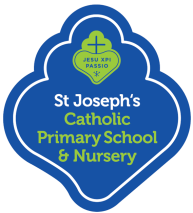 JESU XPI
PASSIO
St Joseph's
Catholic
Primary School
& Nursery